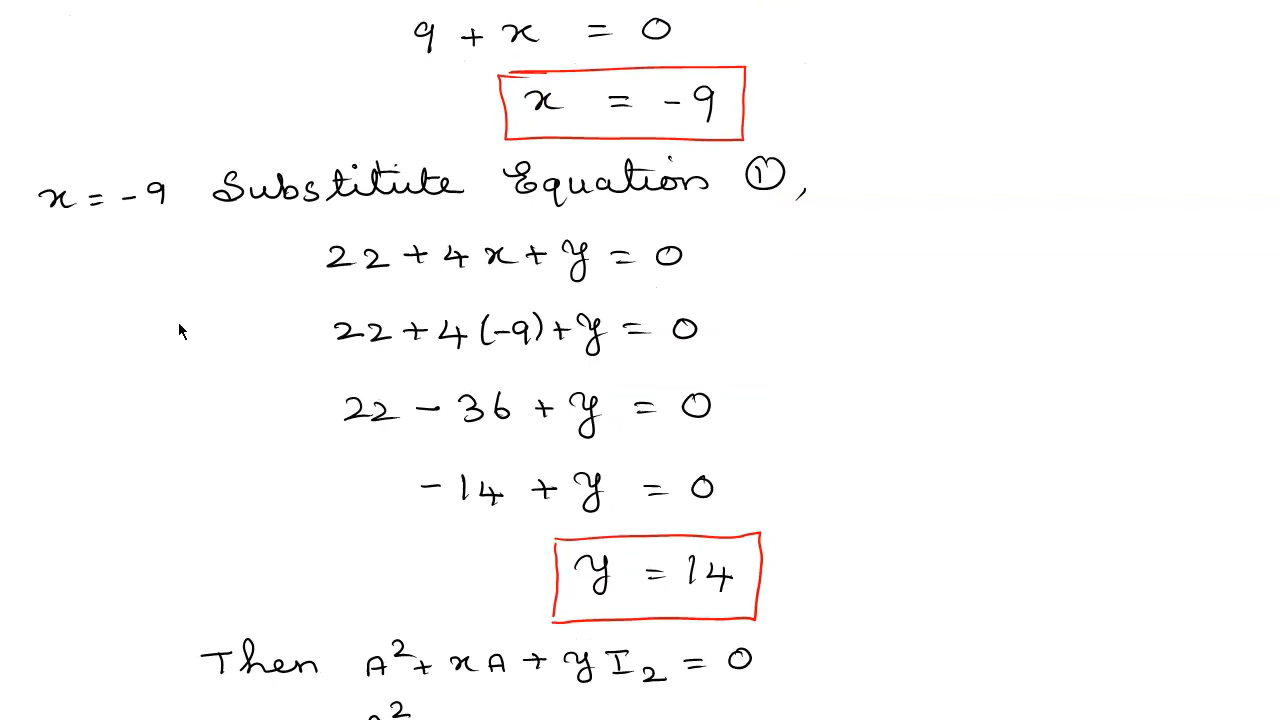 9 + x = 0
x = -9
x = -9 Substitute Equation ①,
22 + 4x + y = 0
22 + 4(-9) + y = 0
22 - 36 + y = 0
-14 + y = 0
y = 14
Then A² + xA + yI₂ = 0
A²